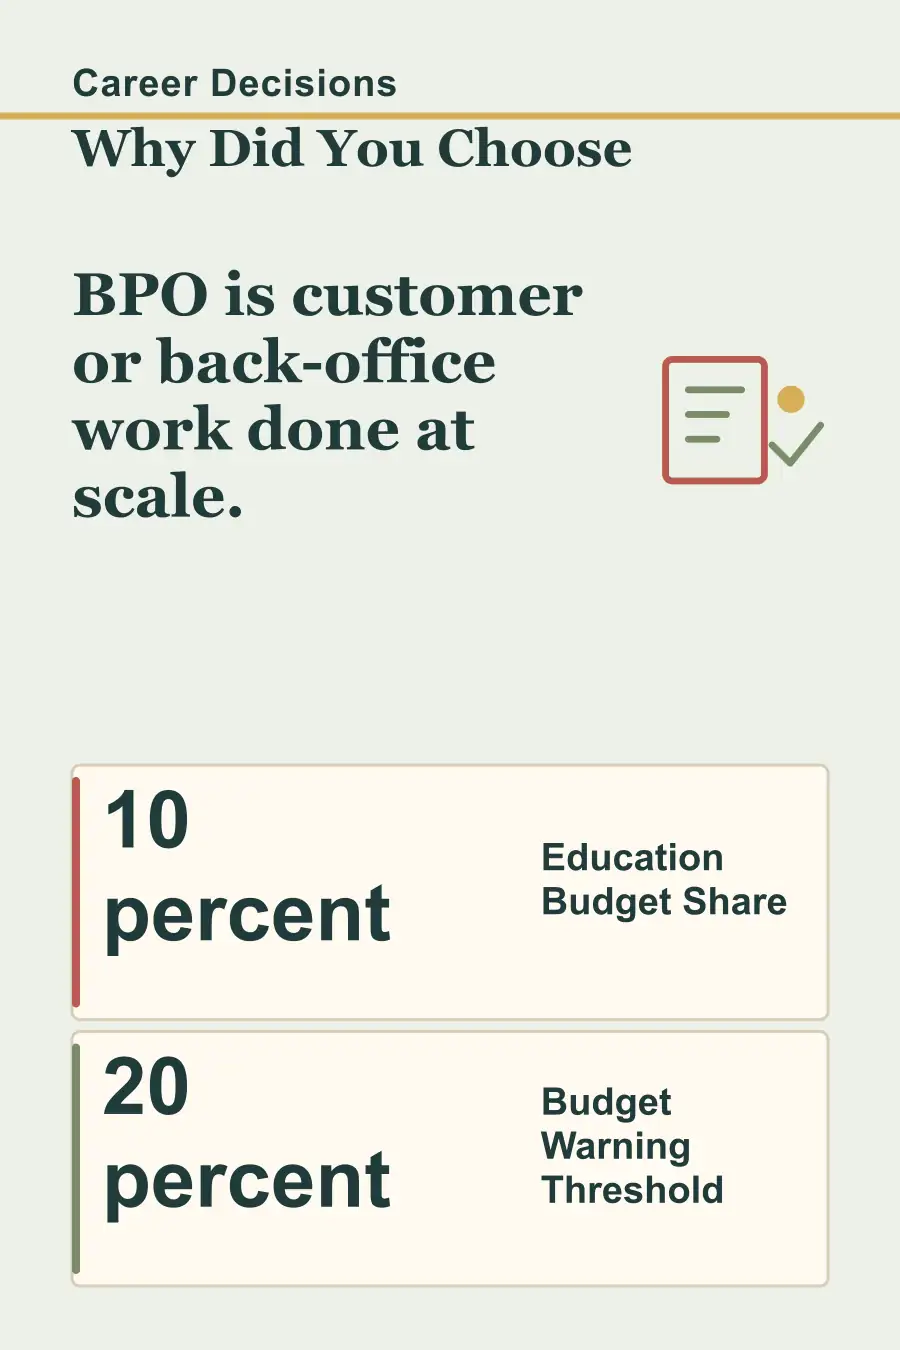 Career Decisions
Why Did You Choose
BPO is customer
or back-office
work done at
scale.
10
percent
Education
Budget Share
20
percent
Budget
Warning
Threshold